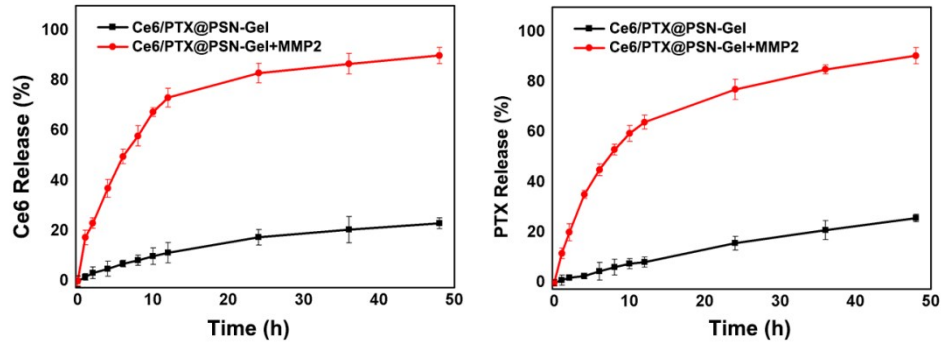 Ce6/PTX@PSN-Gel
Ce6/PTX@PSN-Gel+MMP2
Ce6 Release (%)
100
80
60
40
20
0
0 10 20 30 40 50
Time (h)
Ce6/PTX@PSN-Gel
Ce6/PTX@PSN-Gel+MMP2
PTX Release (%)
100
80
60
40
20
0
0 10 20 30 40 50
Time (h)